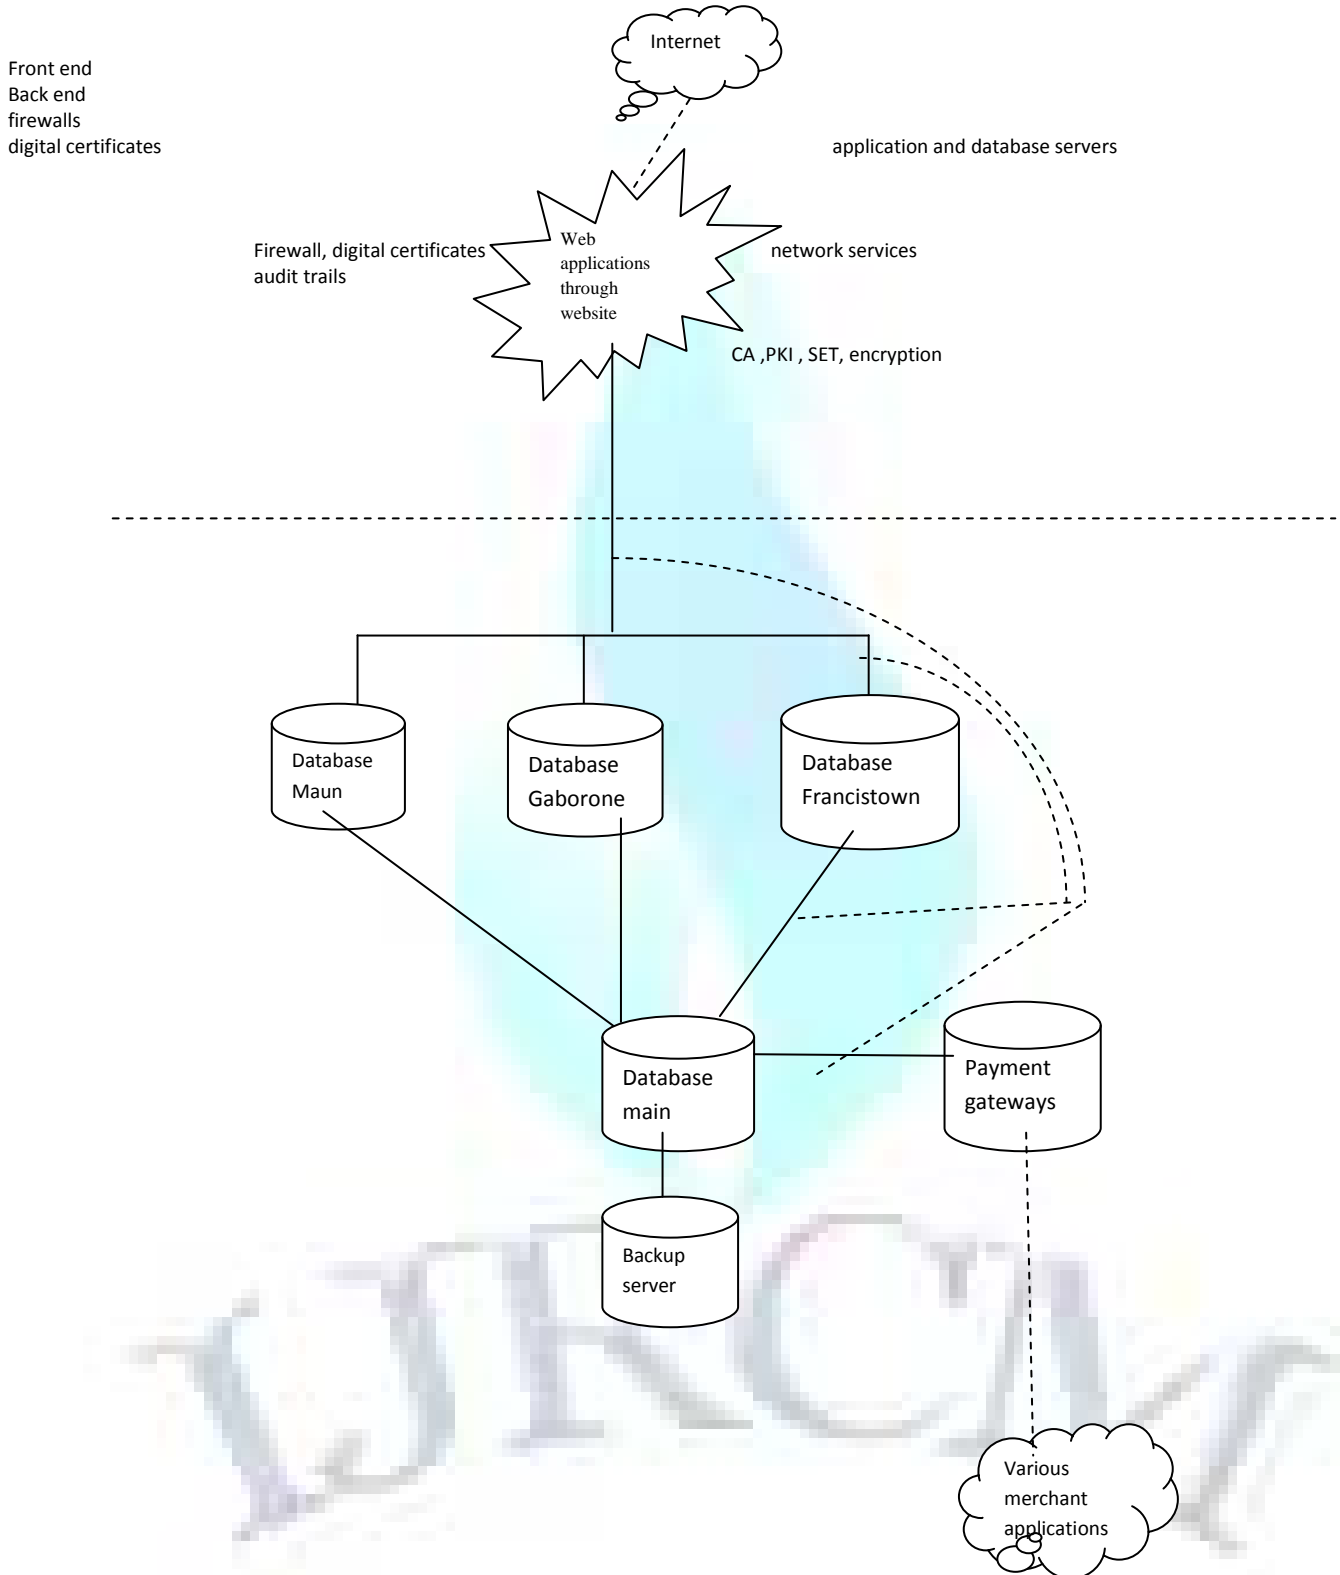 Internet
Front end
Back end
firewalls
digital certificates
application and database servers
Firewall, digital certificates
audit trails
Web
applications
through
website
network services
CA ,PKI , SET, encryption
Database
Maun
Database
Gaborone
Database
Francistown
Database
main
Payment
gateways
Backup
server
IJRCM
Various
merchant
applications